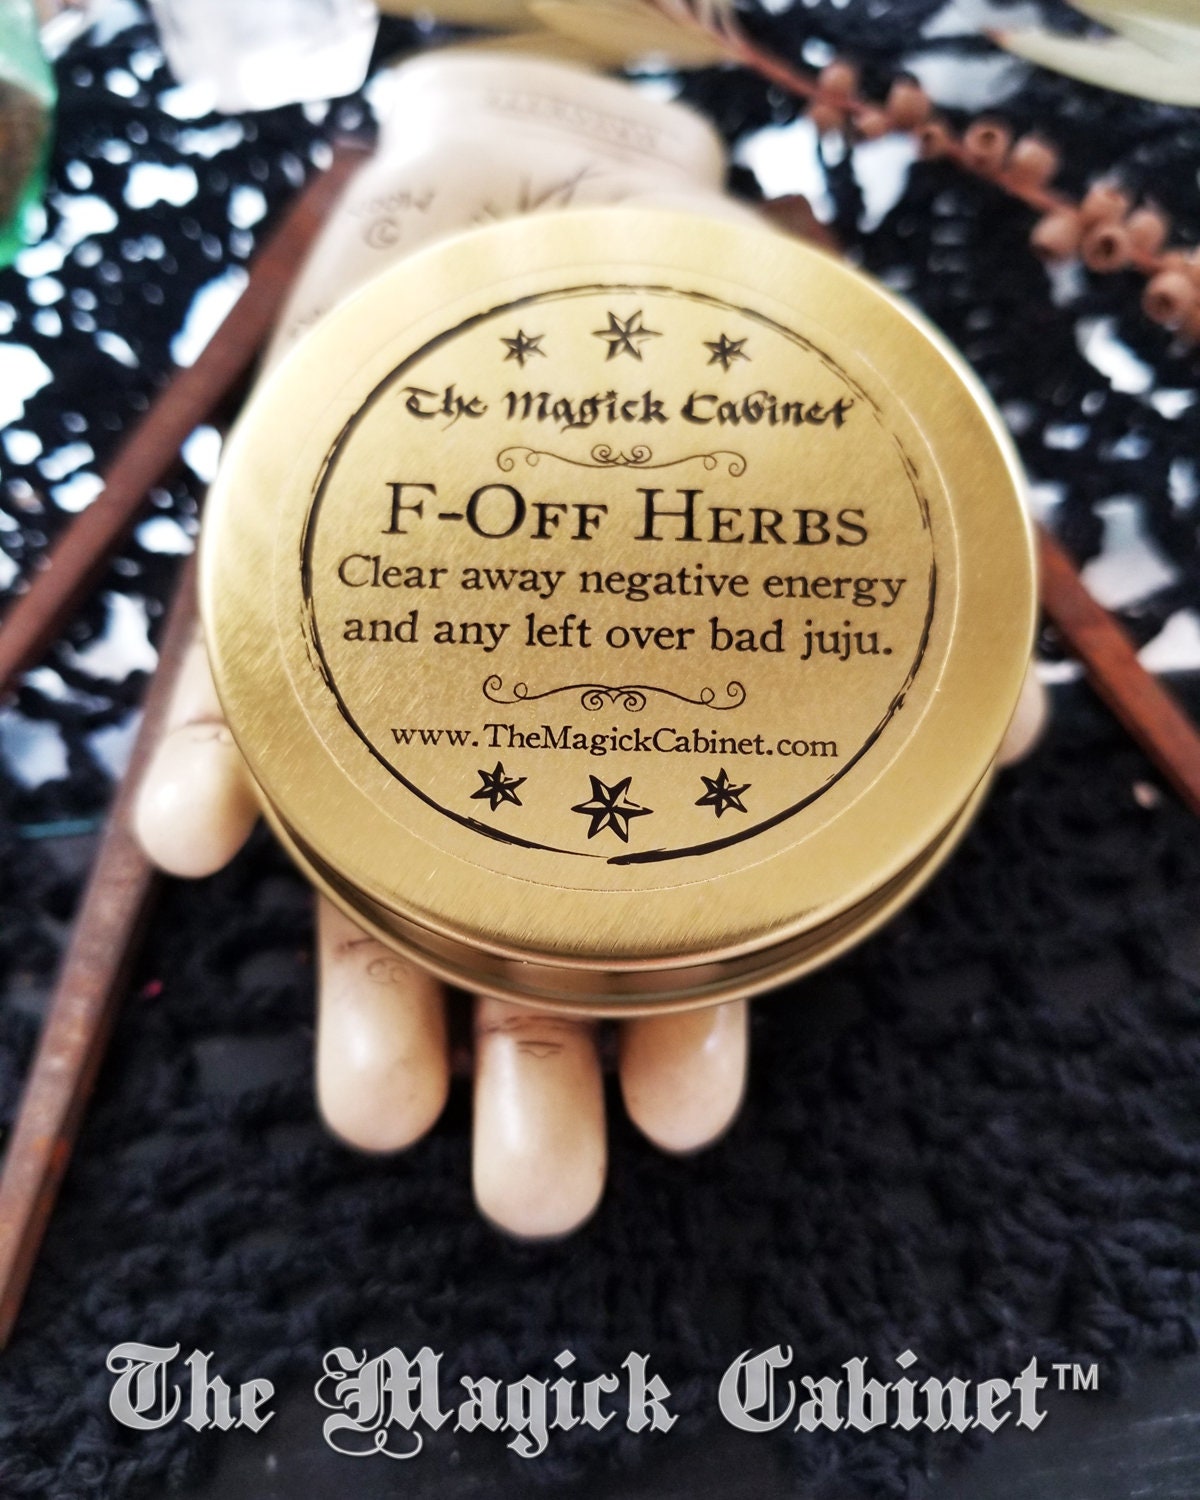 The Magick Cabinet
F-Off Herbs
Clear away negative energy
and any left over bad juju.
www.TheMagickCabinet.com
The Magick Cabinet™